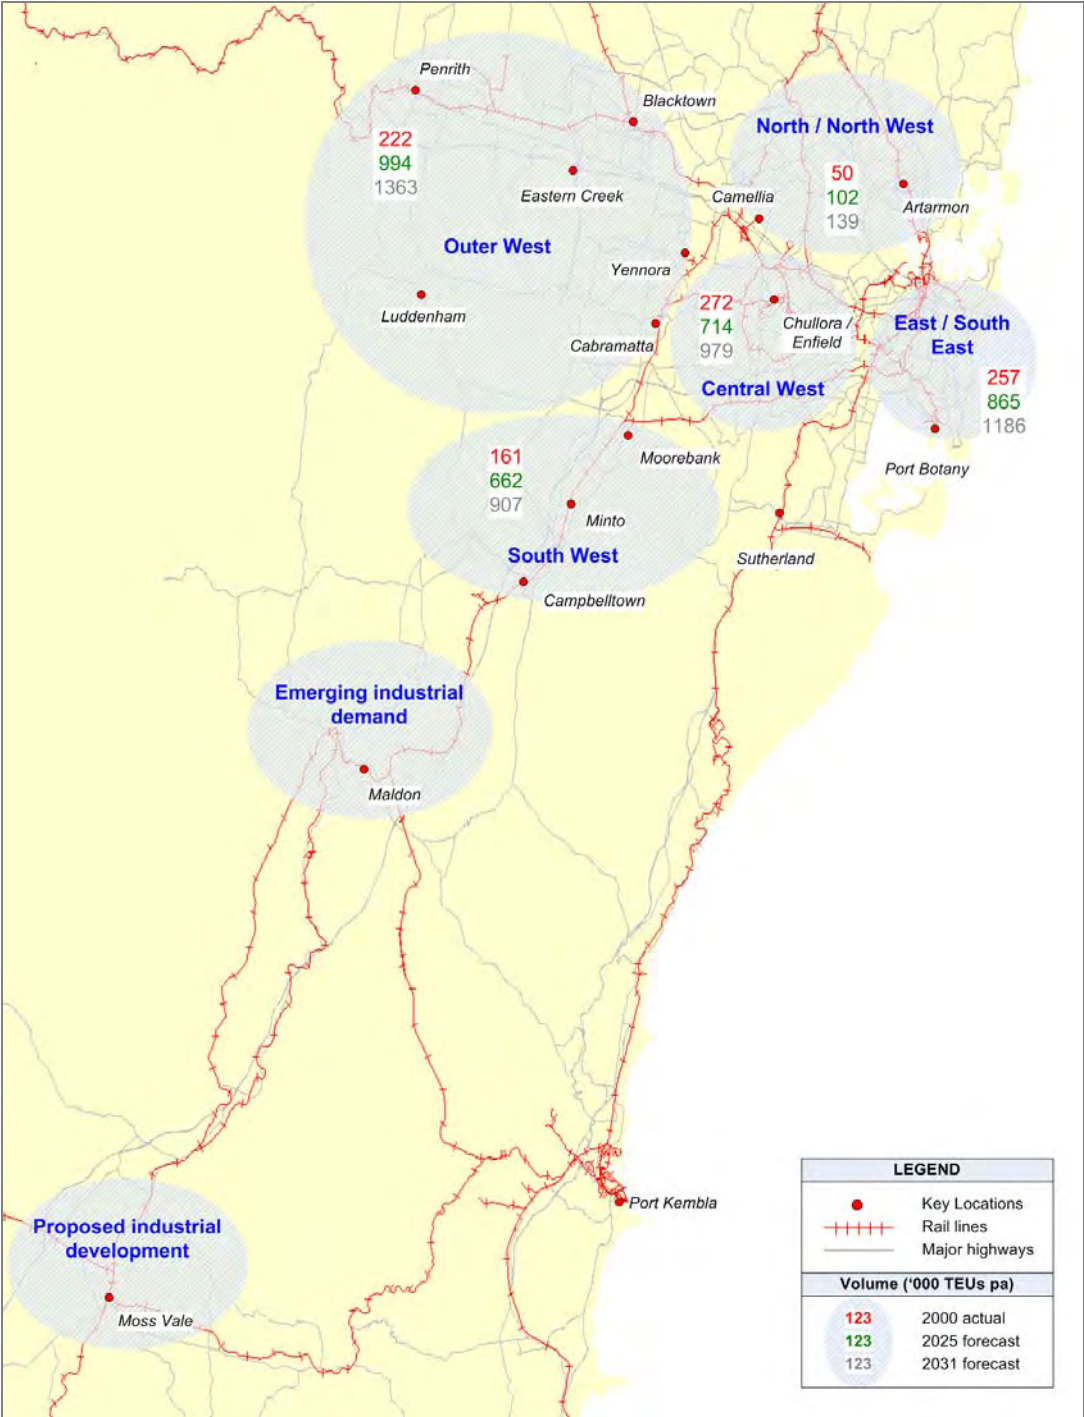 Penrith
Blacktown
North / North West
222
994
1363
50
102
139
Eastern Creek
Camellia
Artarmon
Outer West
Yennora
Luddenham
272
714
979
Chullora /
Enfield
East / South
East
Cabramatta
257
865
1186
Central West
161
662
907
Moorebank
Port Botany
Minto
South West
Sutherland
Campbelltown
Emerging industrial
demand
Maldon
Port Kembla
Proposed industrial
development
Moss Vale
LEGEND
Key Locations
Rail lines
Major highways
Volume ('000 TEUs pa)
123 2000 actual
123 2025 forecast
123 2031 forecast